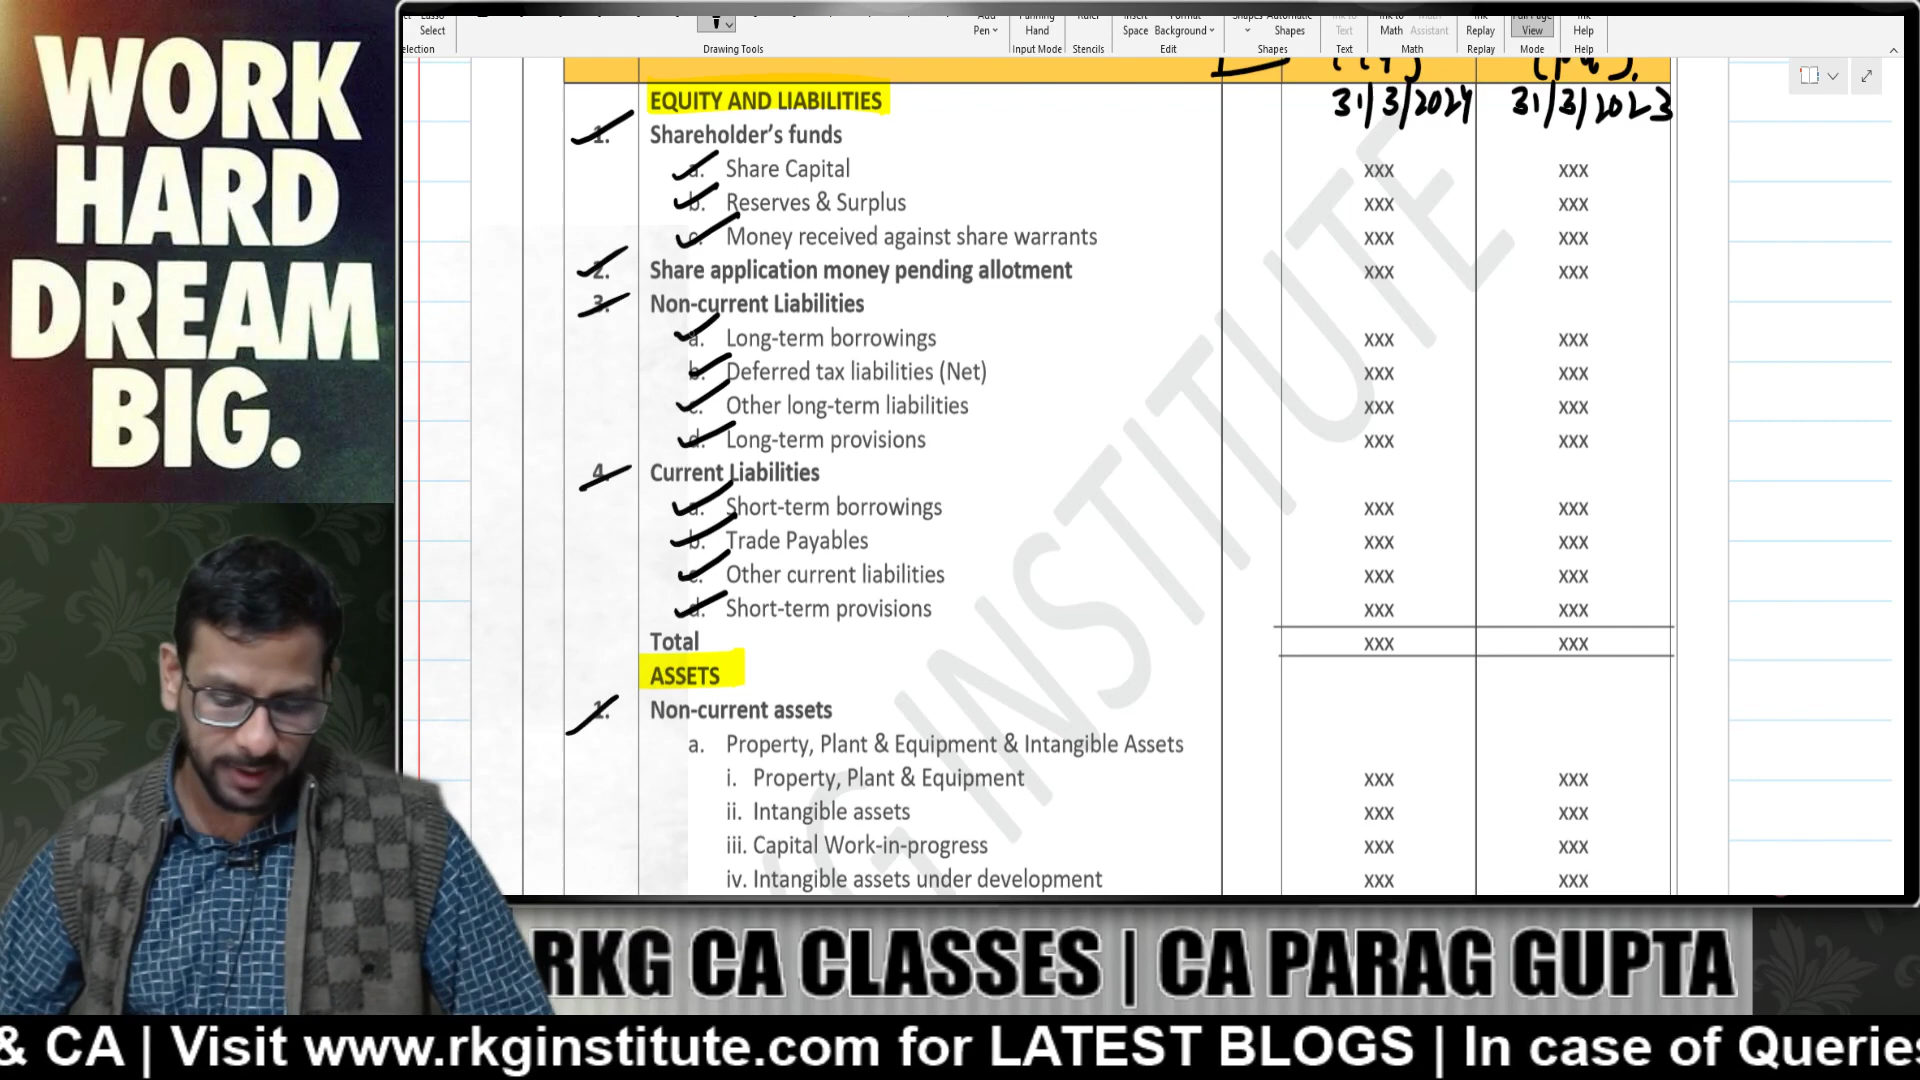 WORK
HARD
DREAM
BIG.
Select
Drawing Tools
Pen
Hand
Input Mode
Stencils
Space
Background
Edit
Shapes
Shapes
Text
Text
Math
Assistant
Math
Replay
Replay
View
Mode
Help
Help
EQUITY AND LIABILITIES
31/3/2024 31/3/2023
1. Shareholder's funds
a. Share Capital xxx xxx
b. Reserves & Surplus xxx xxx
c. Money received against share warrants xxx xxx
2. Share application money pending allotment xxx xxx
3. Non-current Liabilities
a. Long-term borrowings xxx xxx
b. Deferred tax liabilities (Net) xxx xxx
c. Other long-term liabilities xxx xxx
d. Long-term provisions xxx xxx
4. Current Liabilities
a. Short-term borrowings xxx xxx
b. Trade Payables xxx xxx
c. Other current liabilities xxx xxx
d. Short-term provisions xxx xxx
Total xxx xxx
ASSETS
1. Non-current assets
a. Property, Plant & Equipment & Intangible Assets
i. Property, Plant & Equipment xxx xxx
ii. Intangible assets xxx xxx
iii. Capital Work-in-progress xxx xxx
iv. Intangible assets under development xxx xxx
G INSTITUTE
RKG CA CLASSES | CA PARAG GUPTA
& CA | Visit www.rkginstitute.com for LATEST BLOGS | In case of Queries